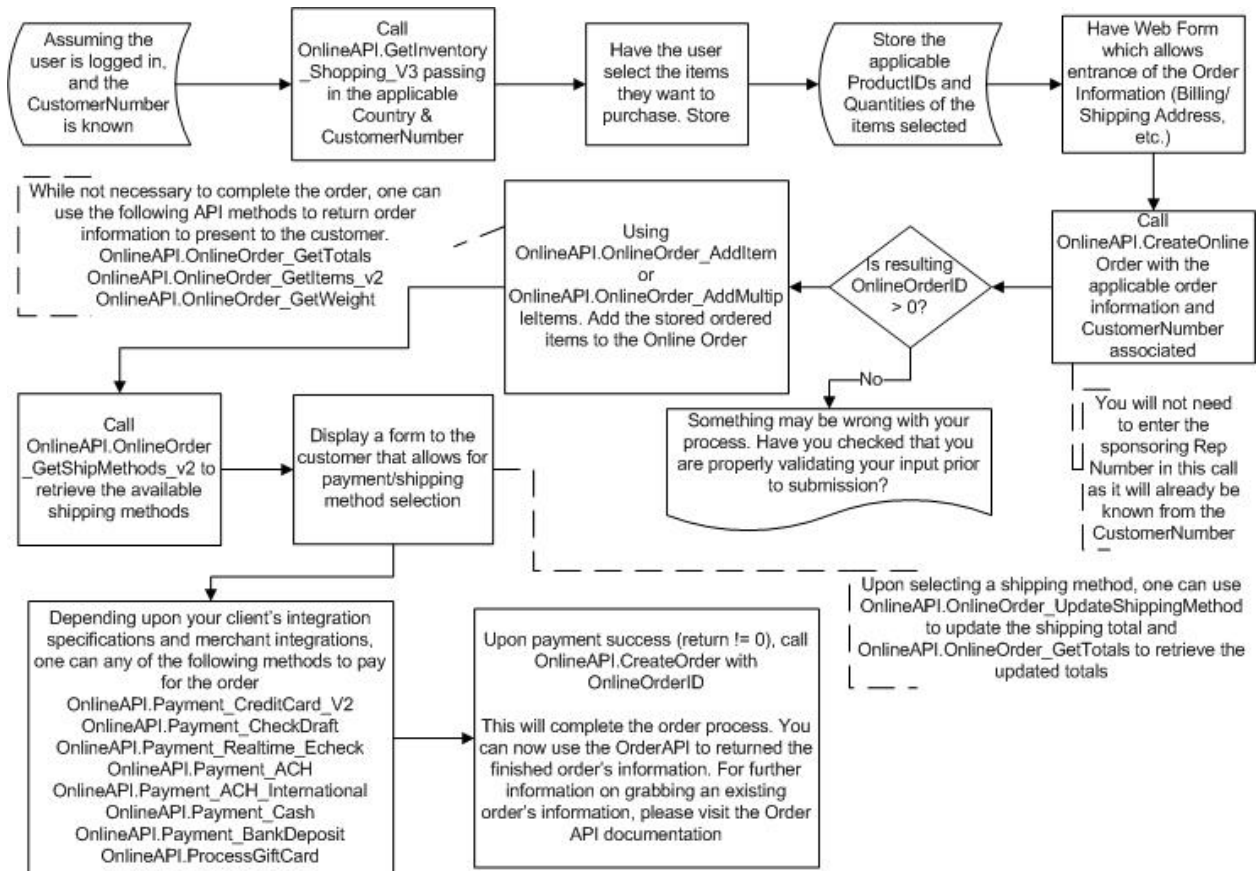 Assuming the
user is logged in,
and the
CustomerNumber
is known
Call
OnlineAPI.GetInventory
_Shopping_V3 passing
in the applicable
Country &
CustomerNumber
Have the user
select the items
they want to
purchase. Store
Store the
applicable
ProductIDs and
Quantities of the
items selected
Have Web Form
which allows
entrance of the Order
Information (Billing/
Shipping Address,
etc.)
While not necessary to complete the order, one can
use the following API methods to return order
information to present to the customer.
OnlineAPI.OnlineOrder_GetTotals
OnlineAPI.OnlineOrder_GetItems_v2
OnlineAPI.OnlineOrder_GetWeight
Using
OnlineAPI.OnlineOrder_AddItem
or
OnlineAPI.OnlineOrder_AddMultip
leItems. Add the stored ordered
items to the Online Order
Is resulting
OnlineOrderID
> 0?
Call
OnlineAPI.CreateOnline
Order with the
applicable order
information and
CustomerNumber
associated
No
Something may be wrong with your
process. Have you checked that you
are properly validating your input prior
to submission?
You will not need
to enter the
sponsoring Rep
Number in this call
as it will already be
known from the
CustomerNumber
Call
OnlineAPI.OnlineOrder
_GetShipMethods_v2 to
retrieve the available
shipping methods
Display a form to the
customer that allows for
payment/shipping
method selection
Upon selecting a shipping method, one can use
OnlineAPI.OnlineOrder_UpdateShippingMethod
to update the shipping total and
OnlineAPI.OnlineOrder_GetTotals to retrieve the
updated totals
Depending upon your client's integration
specifications and merchant integrations,
one can any of the following methods to pay
for the order
OnlineAPI.Payment_CreditCard_V2
OnlineAPI.Payment_CheckDraft
OnlineAPI.Payment_Realtime_Echeck
OnlineAPI.Payment_ACH
OnlineAPI.Payment_ACH_International
OnlineAPI.Payment_Cash
OnlineAPI.Payment_BankDeposit
OnlineAPI.ProcessGiftCard
Upon payment success (return != 0), call
OnlineAPI.CreateOrder with
OnlineOrderID
This will complete the order process. You
can now use the OrderAPI to returned the
finished order's information. For further
information on grabbing an existing
order's information, please visit the Order
API documentation